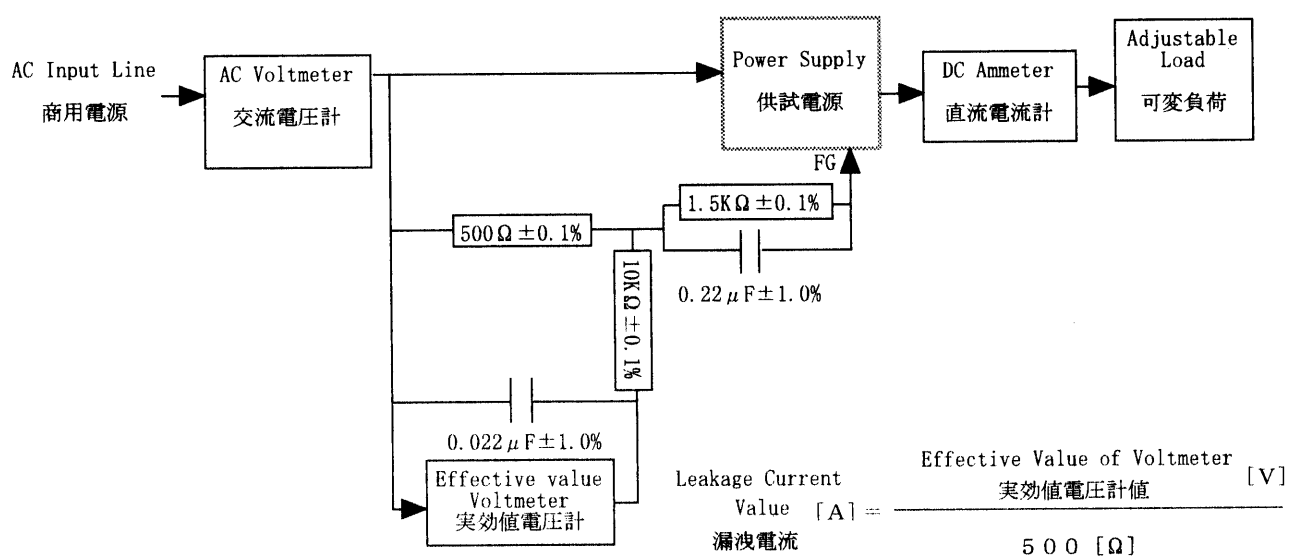 AC Input Line
商用電源
AC Voltmeter
交流電圧計
Power Supply
供試電源
DC Ammeter
直流電流計
Adjustable
Load
可変負荷
FG
500Ω±0.1%
1.5KΩ±0.1%
0.22μF±1.0%
10KΩ±0.1%
0.022μF±1.0%
Effective value
Voltmeter
実効値電圧計
Leakage Current
Value [A] =
漏洩電流
Effective Value of Voltmeter
実効値電圧計値
[V]
500 [Ω]